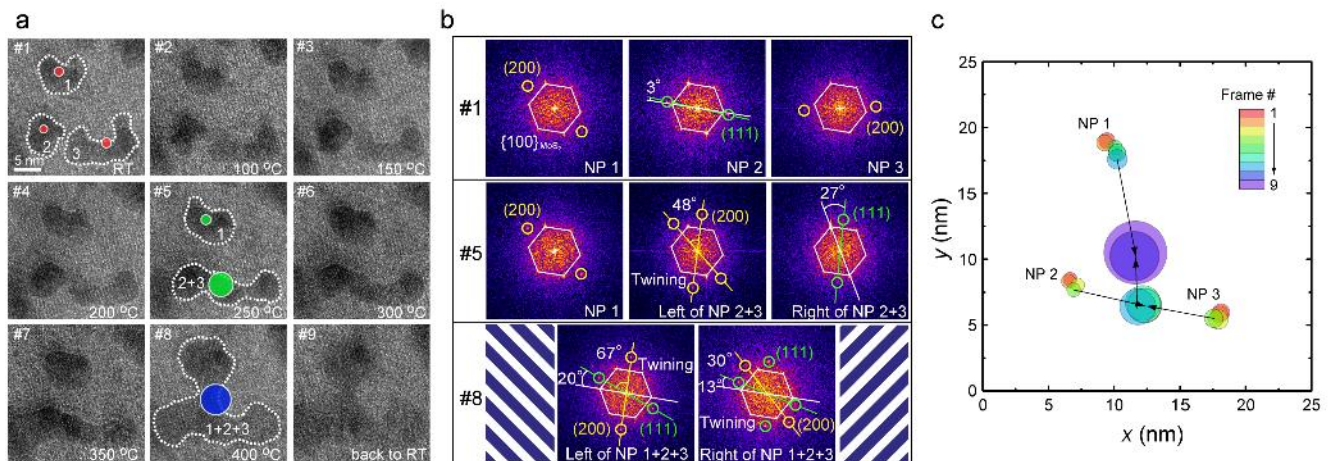 a
#1
1
2
3
5 nm
RT
#2
100 °C
#3
150 °C
#4
200 °C
#5
1
2+3
250 °C
#6
300 °C
#7
350 °C
#8
1+2+3
400 °C
#9
back to RT
b
#1
(200)
{100}MoS₂
NP 1
3°
(111)
NP 2
(200)
NP 3
#5
(200)
NP 1
48°
(200)
Twining
Left of NP 2+3
27°
(111)
Right of NP 2+3
#8
67°
Twining
20°
(200)
(111)
Left of NP 1+2+3
30°
(111)
13°
Twining
(200)
Right of NP 1+2+3
c
25
20
15
10
5
0
y (nm)
NP 1
NP 2
NP 3
Frame #
1
9
0 5 10 15 20 25
x (nm)